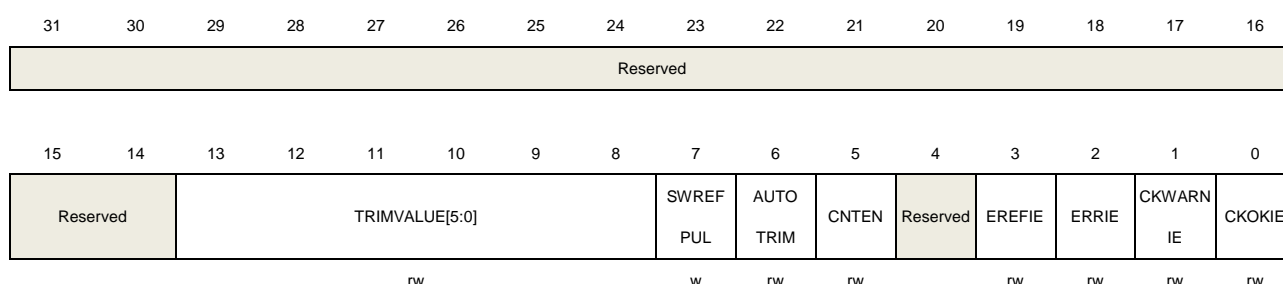 31 30 29 28 27 26 25 24 23 22 21 20 19 18 17 16
Reserved
15 14 13 12 11 10 9 8 7 6 5 4 3 2 1 0
Reserved TRIMVALUE[5:0] SWREF PUL AUTO TRIM CNTEN Reserved EREFIE ERRIE CKWARN IE CKOKIE
rw w rw rw rw rw rw rw